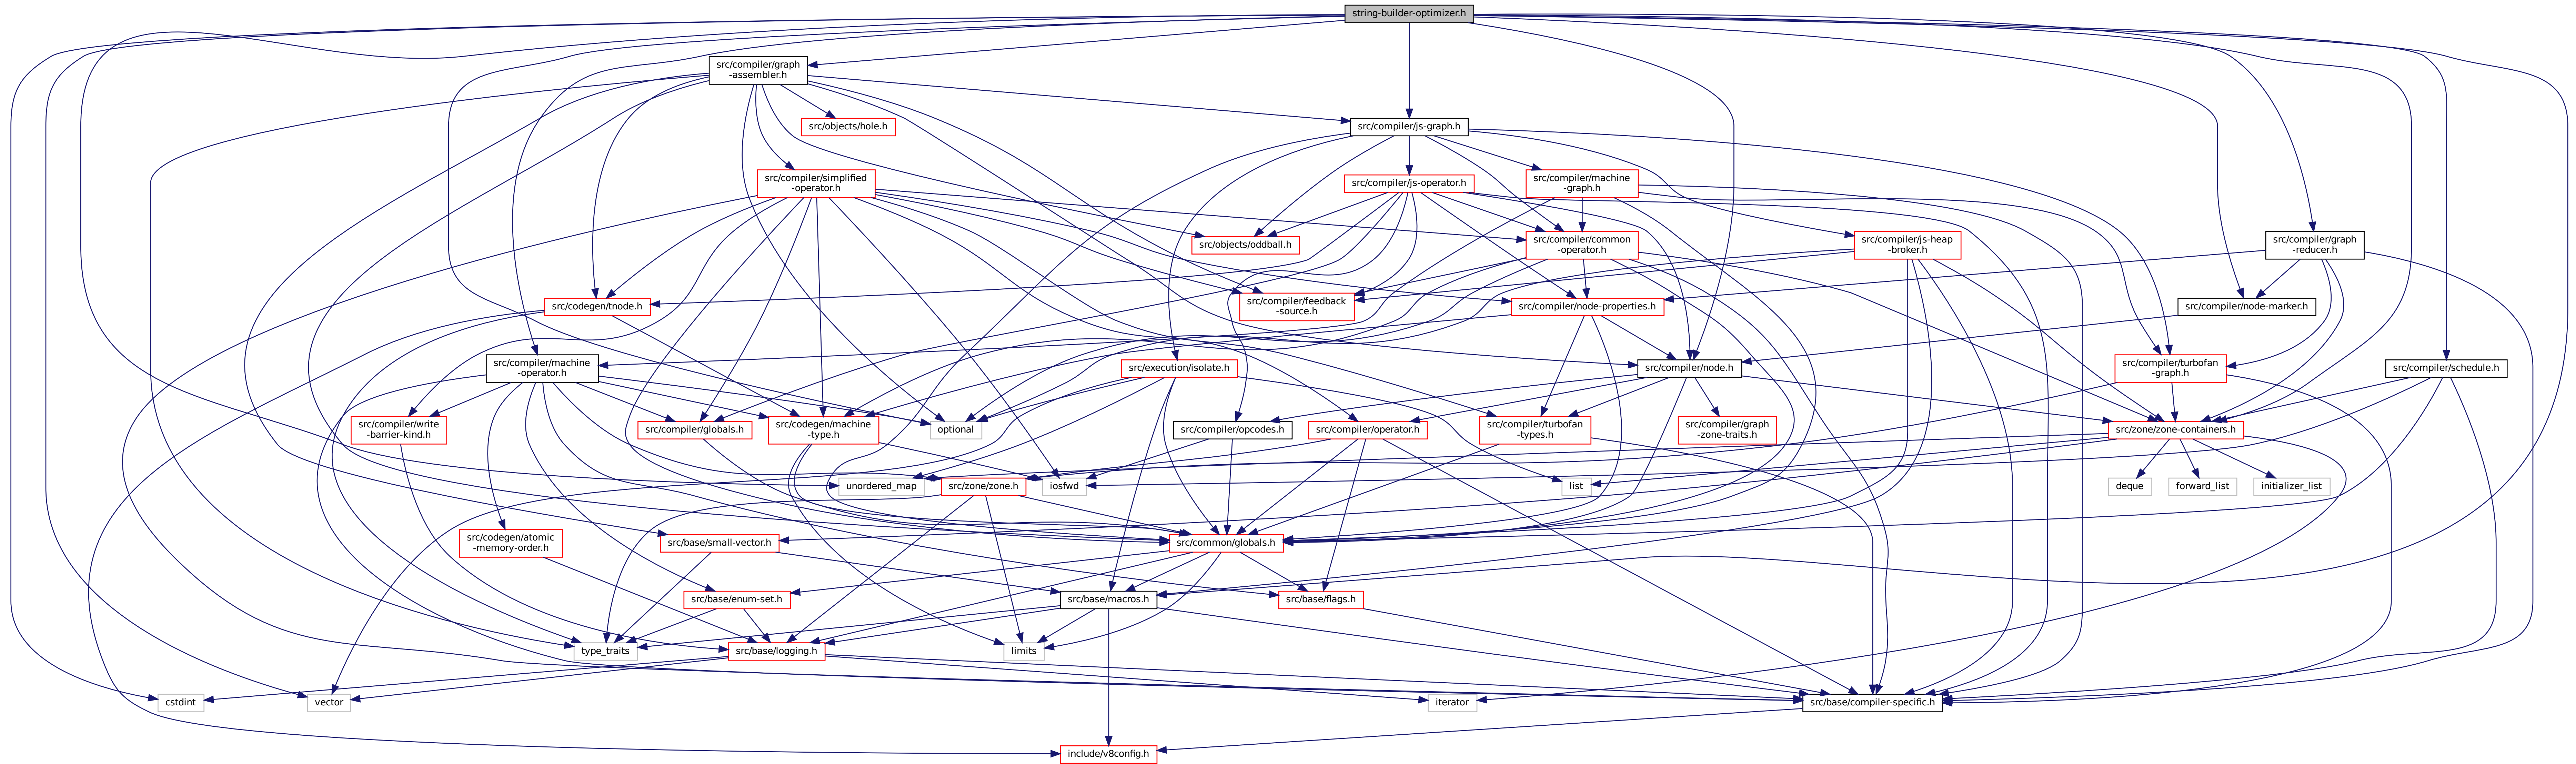 string-builder-optimizer.h
src/compiler/graph
-assembler.h
src/objects/hole.h
src/compiler/js-graph.h
src/compiler/simplified
-operator.h
src/compiler/js-operator.h
src/compiler/machine
-graph.h
src/objects/oddball.h
src/compiler/common
-operator.h
src/compiler/js-heap
-broker.h
src/compiler/graph
-reducer.h
src/codegen/tnode.h
src/compiler/feedback
-source.h
src/compiler/node-properties.h
src/compiler/node-marker.h
src/compiler/machine
-operator.h
src/execution/isolate.h
src/compiler/node.h
src/compiler/turbofan
-graph.h
src/compiler/schedule.h
src/compiler/write
-barrier-kind.h
src/compiler/globals.h
src/codegen/machine
-type.h
optional
src/compiler/opcodes.h
src/compiler/operator.h
src/compiler/turbofan
-types.h
src/compiler/graph
-zone-traits.h
src/zone/zone-containers.h
unordered_map
src/zone/zone.h
iosfwd
list
deque
forward_list
initializer_list
src/codegen/atomic
-memory-order.h
src/base/small-vector.h
src/common/globals.h
src/base/enum-set.h
src/base/macros.h
src/base/flags.h
type_traits
src/base/logging.h
limits
cstdint
vector
iterator
src/base/compiler-specific.h
include/v8config.h